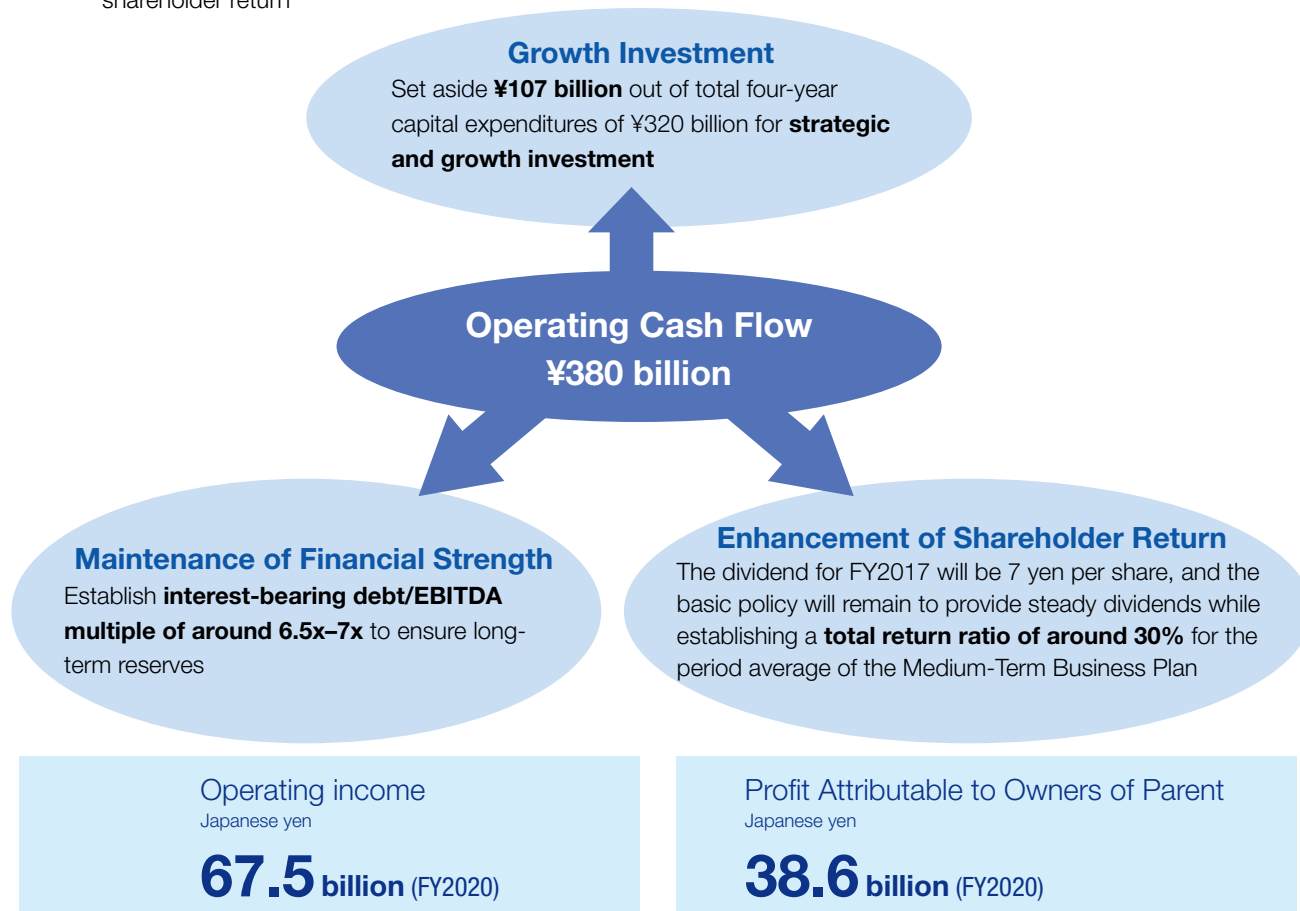 shareholder return
Growth Investment
Set aside ¥107 billion out of total four-year
capital expenditures of ¥320 billion for strategic
and growth investment
Operating Cash Flow
¥380 billion
Maintenance of Financial Strength
Establish interest-bearing debt/EBITDA
multiple of around 6.5x–7x to ensure long-
term reserves
Enhancement of Shareholder Return
The dividend for FY2017 will be 7 yen per share, and the
basic policy will remain to provide steady dividends while
establishing a total return ratio of around 30% for the
period average of the Medium-Term Business Plan
Operating income
Japanese yen
67.5 billion (FY2020)
Profit Attributable to Owners of Parent
Japanese yen
38.6 billion (FY2020)